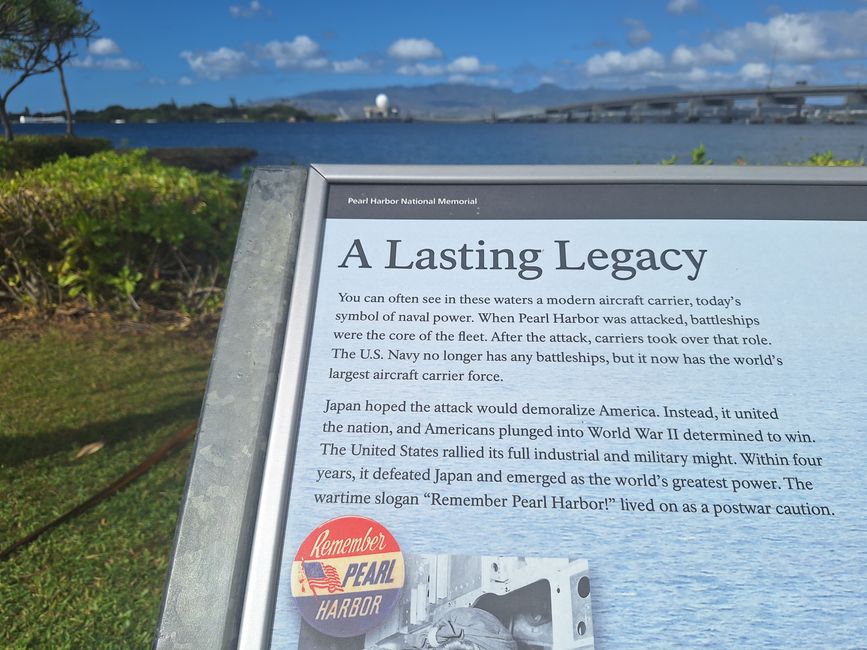 Pearl Harbor National Memorial
A Lasting Legacy
You can often see in these waters a modern aircraft carrier, today's
symbol of naval power. When Pearl Harbor was attacked, battleships
were the core of the fleet. After the attack, carriers took over that role.
The U.S. Navy no longer has any battleships, but it now has the world's
largest aircraft carrier force.
Japan hoped the attack would demoralize America. Instead, it united
the nation, and Americans plunged into World War II determined to win.
The United States rallied its full industrial and military might. Within four
years, it defeated Japan and emerged as the world's greatest power. The
wartime slogan “Remember Pearl Harbor!” lived on as a postwar caution.
Remember
PEARL
HARBOR